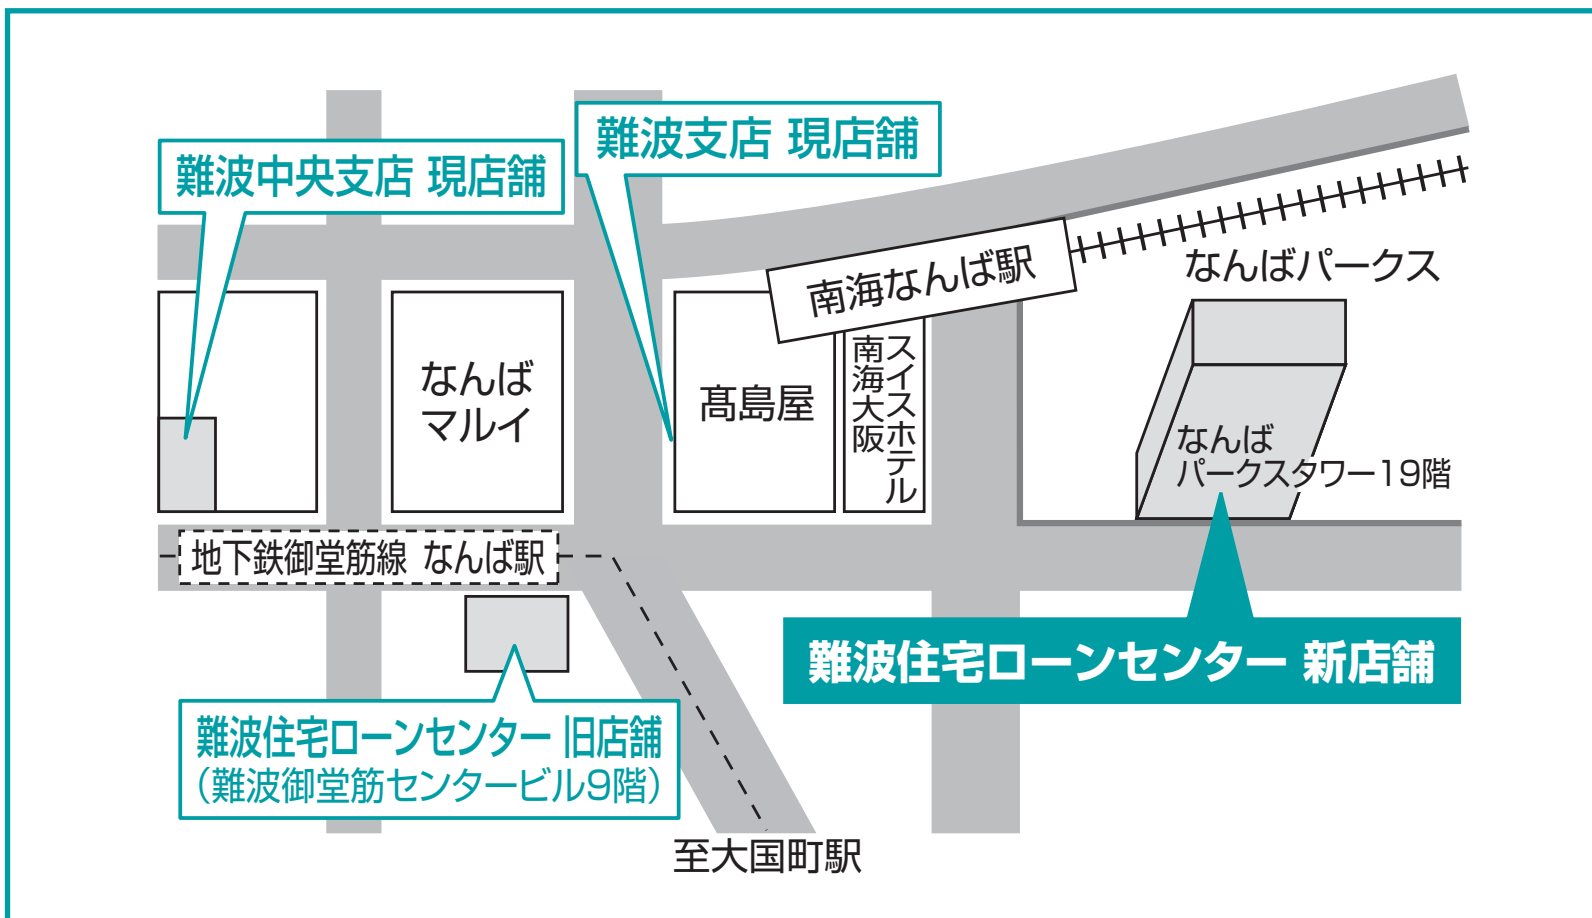 難波中央支店 現店舗
難波支店 現店舗
南海なんば駅
なんばパークス
なんば
マルイ
髙島屋
スイスホテル
南海大阪
なんば
パークスタワー19階
地下鉄御堂筋線 なんば駅
難波住宅ローンセンター 新店舗
難波住宅ローンセンター 旧店舗
（難波御堂筋センタービル9階）
至大国町駅